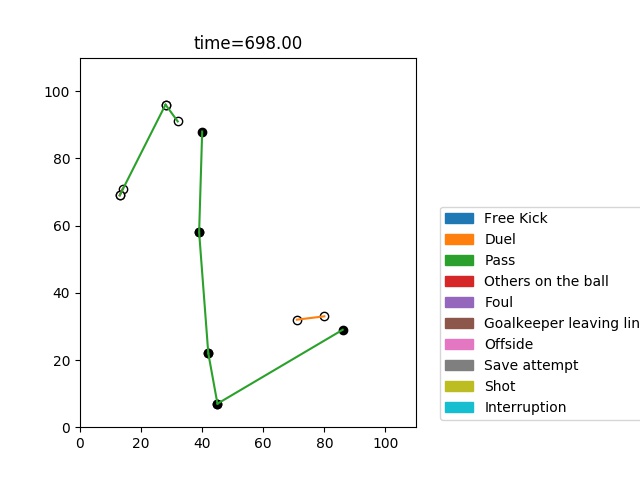 time=698.00
100
80
60
40
20
0
0 20 40 60 80 100
Free Kick
Duel
Pass
Others on the ball
Foul
Goalkeeper leaving lin
Offside
Save attempt
Shot
Interruption